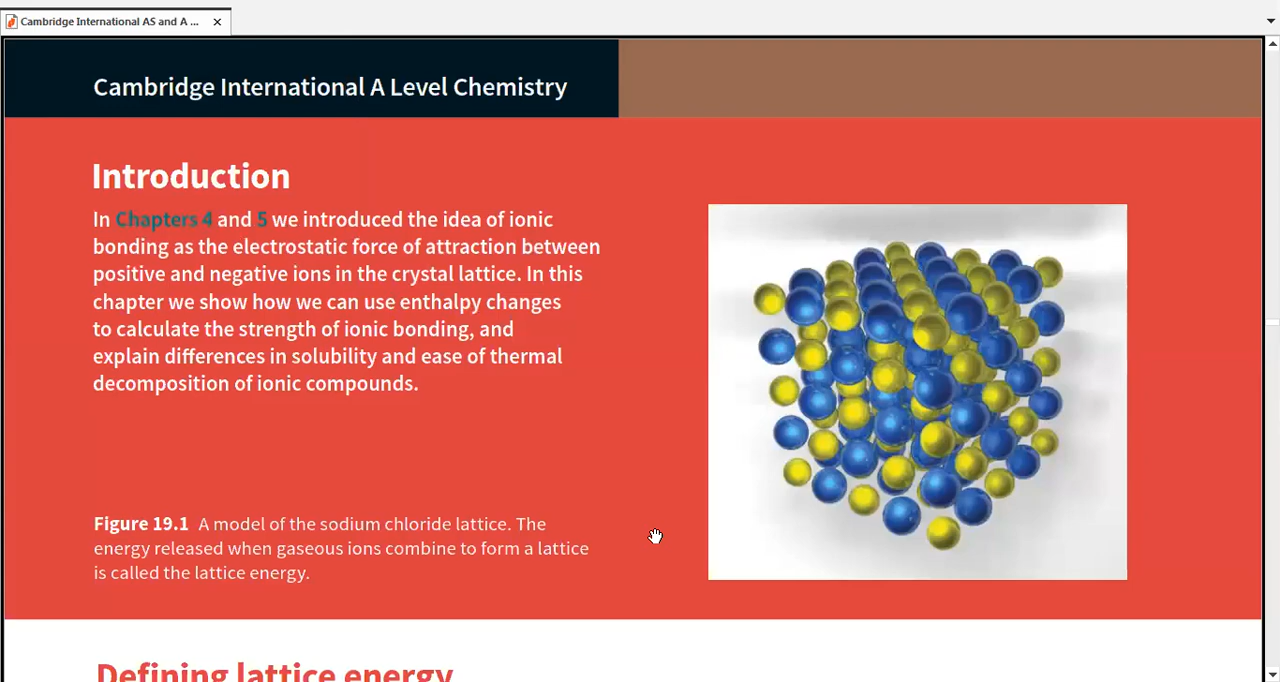 Cambridge International AS and A ...
Cambridge International A Level Chemistry
Introduction
In Chapters 4 and 5 we introduced the idea of ionic
bonding as the electrostatic force of attraction between
positive and negative ions in the crystal lattice. In this
chapter we show how we can use enthalpy changes
to calculate the strength of ionic bonding, and
explain differences in solubility and ease of thermal
decomposition of ionic compounds.
Figure 19.1 A model of the sodium chloride lattice. The
energy released when gaseous ions combine to form a lattice
is called the lattice energy.
Defining lattice energy